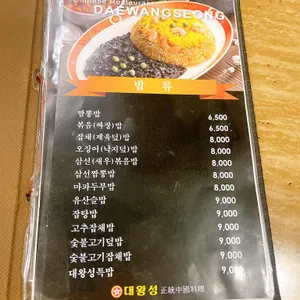 Chinese Restaurant
DAEWANGSEONG
밥 류
짬뽕밥 6,500
볶음(짜장)밥 6,500
잡채(제육덮)밥 8,000
오징어(낙지덮)밥 8,000
삼선(새우)볶음밥 8,000
삼선짬뽕밥 8,000
마파두부밥 8,000
유산슬밥 9,000
잡탕밥 9,000
고추잡채밥 9,000
숯불고기덮밥 9,000
숯불고기잡채밥 9,000
대왕성특밥 9,000
대왕성 正統中國料理